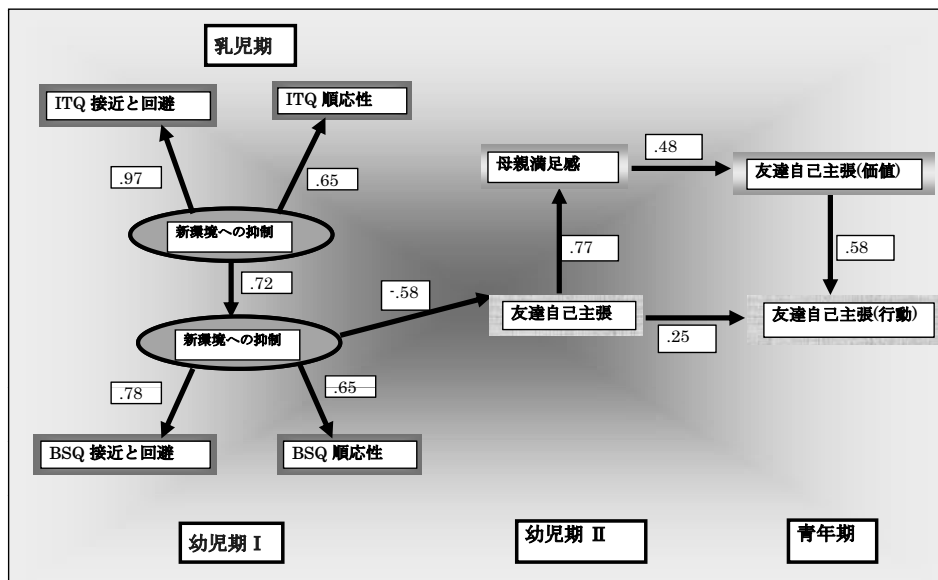 乳児期
ITQ 接近と回避
ITQ 順応性
.97
.65
新環境への抑制
.72
新環境への抑制
.78
.65
BSQ 接近と回避
BSQ 順応性
-.58
母親満足感
.48
友達自己主張(価値)
.77
.58
友達自己主張
.25
友達自己主張(行動)
幼児期 I
幼児期 II
青年期